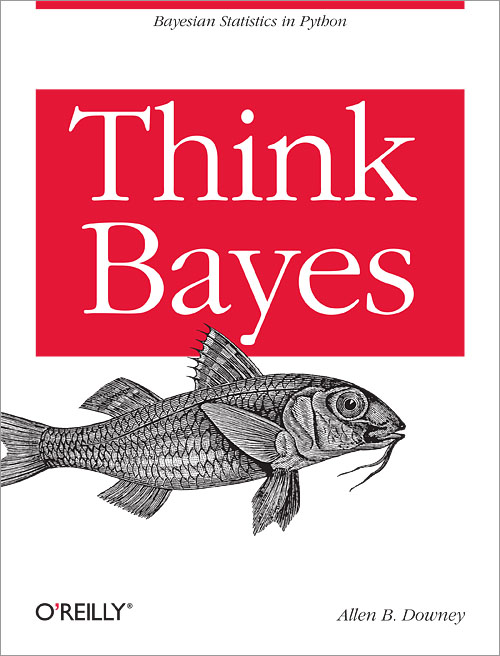 Bayesian Statistics in Python
Think
Bayes
O'REILLY®
Allen B. Downey